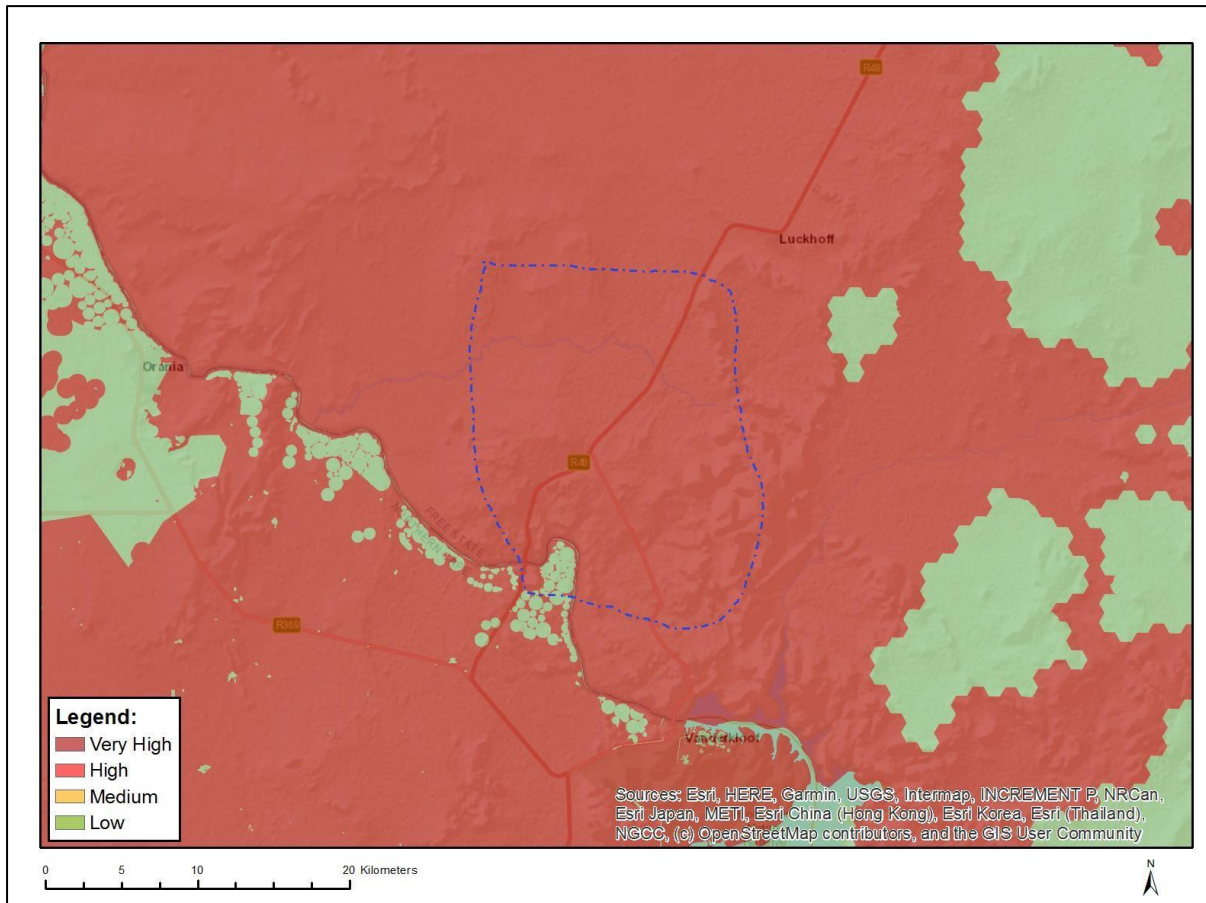 R48
Luckhoff
Orania
R48
FREE STATE
R369
Vanderkloof
Legend:
Very High
High
Medium
Low
Sources: Esri, HERE, Garmin, USGS, Intermap, INCREMENT P, NRCan,
Esri Japan, METI, Esri China (Hong Kong), Esri Korea, Esri (Thailand),
NGCC, (c) OpenStreetMap contributors, and the GIS User Community
0 5 10 20 Kilometers
N